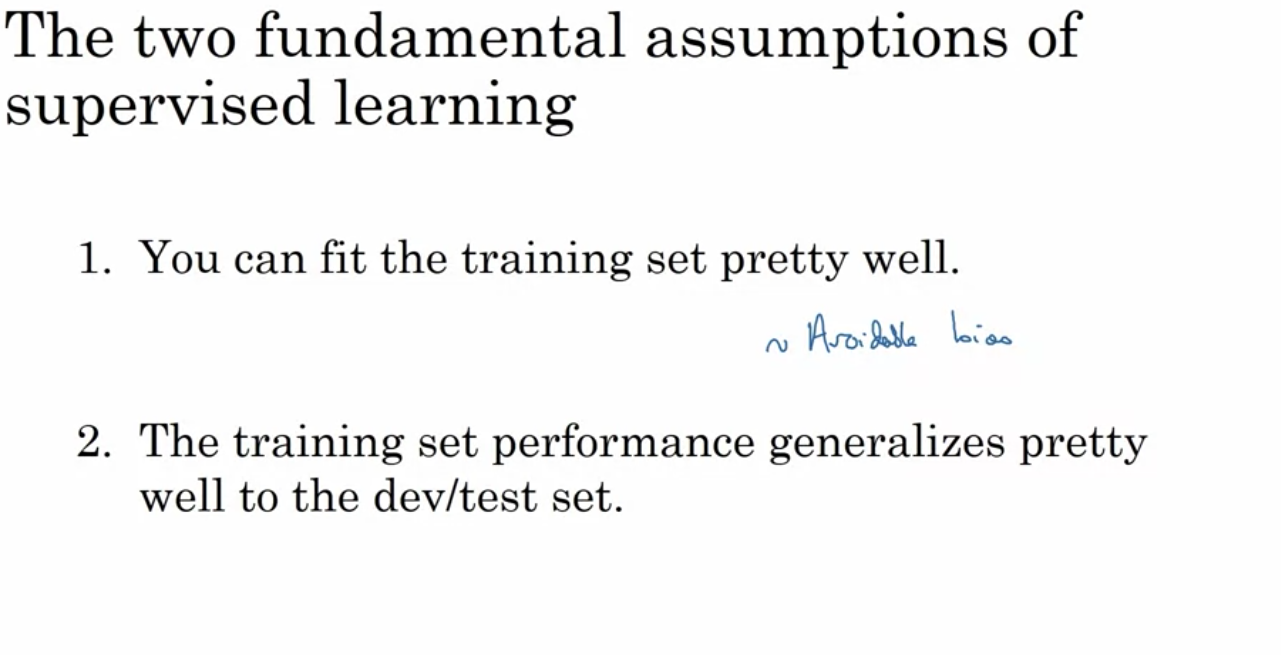 The two fundamental assumptions of
supervised learning
1. You can fit the training set pretty well.
~ Avoidable bias
2. The training set performance generalizes pretty
well to the dev/test set.